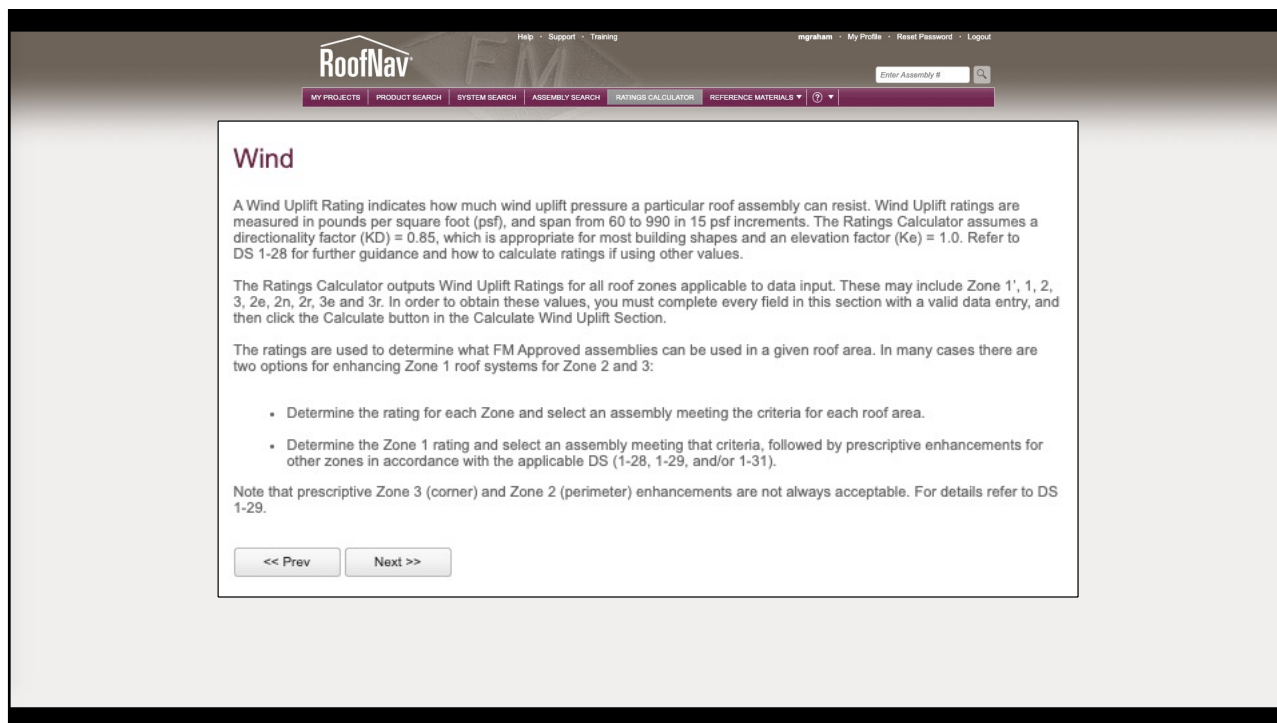 Help · Support · Training
mgraham · My Profile · Reset Password · Logout
RoofNav
FM
Enter Assembly #
MY PROJECTS PRODUCT SEARCH SYSTEM SEARCH ASSEMBLY SEARCH RATINGS CALCULATOR REFERENCE MATERIALS ▼ ? ▼
Wind
A Wind Uplift Rating indicates how much wind uplift pressure a particular roof assembly can resist. Wind Uplift ratings are
measured in pounds per square foot (psf), and span from 60 to 990 in 15 psf increments. The Ratings Calculator assumes a
directionality factor (KD) = 0.85, which is appropriate for most building shapes and an elevation factor (Ke) = 1.0. Refer to
DS 1-28 for further guidance and how to calculate ratings if using other values.
The Ratings Calculator outputs Wind Uplift Ratings for all roof zones applicable to data input. These may include Zone 1', 1, 2,
3, 2e, 2n, 2r, 3e and 3r. In order to obtain these values, you must complete every field in this section with a valid data entry, and
then click the Calculate button in the Calculate Wind Uplift Section.
The ratings are used to determine what FM Approved assemblies can be used in a given roof area. In many cases there are
two options for enhancing Zone 1 roof systems for Zone 2 and 3:
• Determine the rating for each Zone and select an assembly meeting the criteria for each roof area.
• Determine the Zone 1 rating and select an assembly meeting that criteria, followed by prescriptive enhancements for
other zones in accordance with the applicable DS (1-28, 1-29, and/or 1-31).
Note that prescriptive Zone 3 (corner) and Zone 2 (perimeter) enhancements are not always acceptable. For details refer to DS
1-29.
<< Prev Next >>